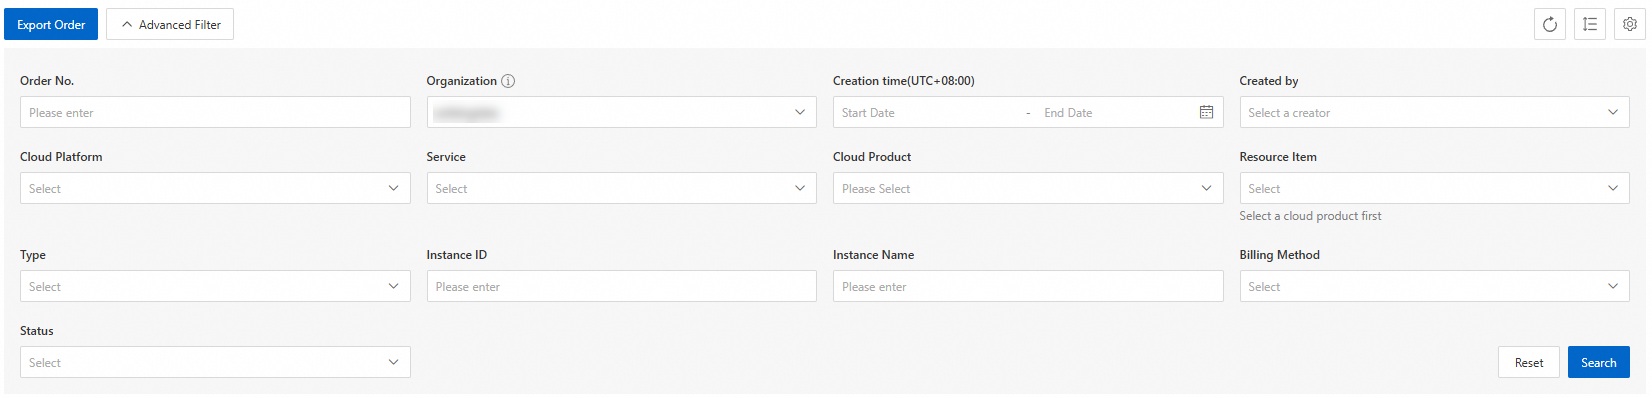 Export Order
Advanced Filter
Order No.
Organization
Creation time(UTC+08:00)
Created by
Please enter
Start Date - End Date
Select a creator
Cloud Platform
Service
Cloud Product
Resource Item
Select
Select
Please Select
Select
Select a cloud product first
Type
Instance ID
Instance Name
Billing Method
Select
Please enter
Please enter
Select
Status
Select
Reset
Search